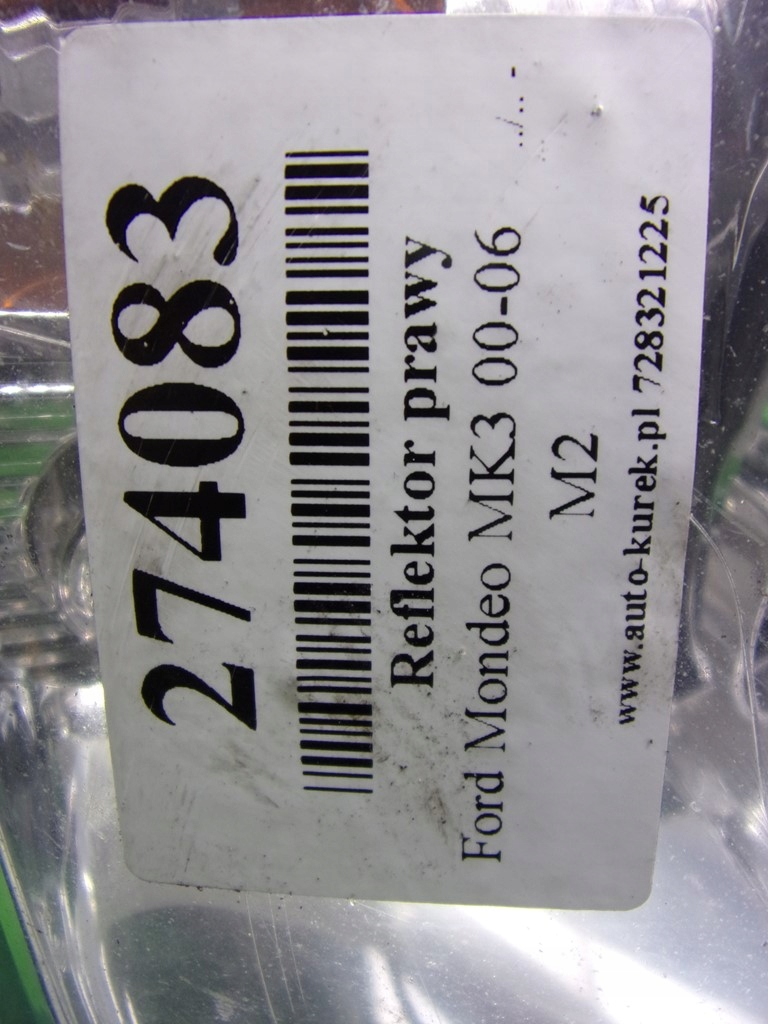 274083
Reflektor prawy
Ford Mondeo MK3 00-06
../.. -
M2
www.auto-kurek.pl 728321225